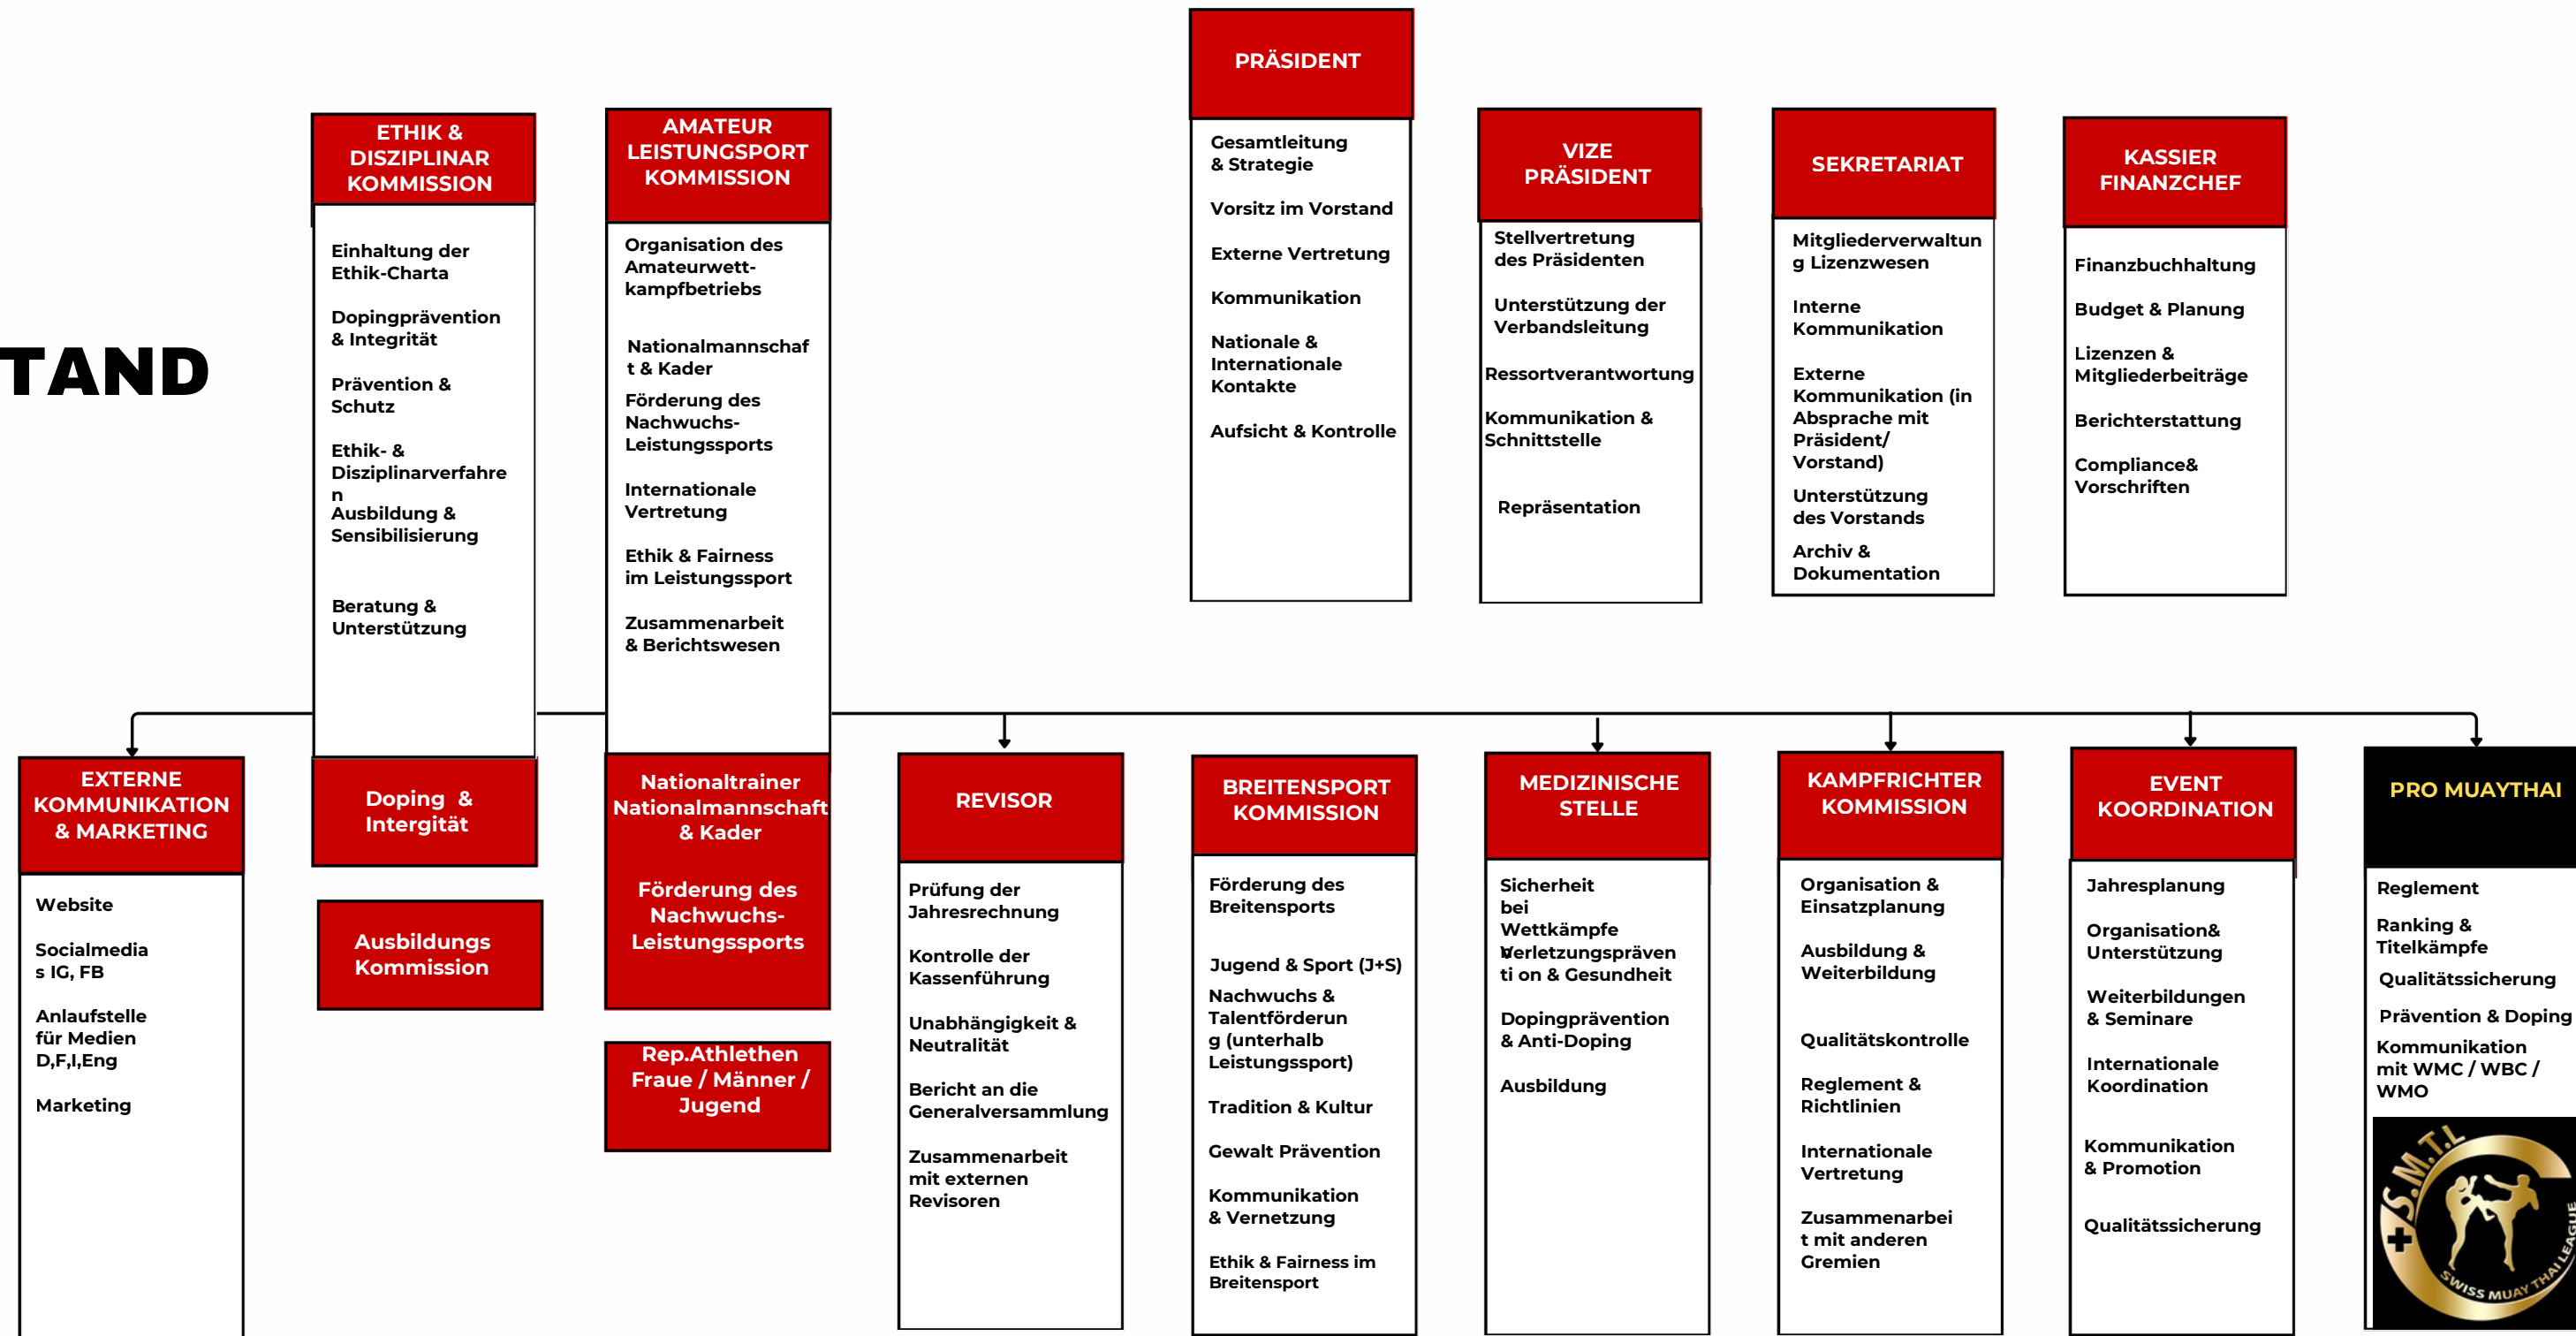 PRÄSIDENT
Gesamtleitung
& Strategie
Vorsitz im Vorstand
Externe Vertretung
Kommunikation
Nationale &
Internationale
Kontakte
Aufsicht & Kontrolle
ETHIK &
DISZIPLINAR
KOMMISSION
Einhaltung der
Ethik-Charta
Dopingprävention
& Integrität
Prävention &
Schutz
Ethik- &
Disziplinarverfahre
n
Ausbildung &
Sensibilisierung
Beratung &
Unterstützung
AMATEUR
LEISTUNGSPORT
KOMMISSION
Organisation des
Amateurwett-
kampfbetriebs
Nationalmannschaf
t & Kader
Förderung des
Nachwuchs-
Leistungssports
Internationale
Vertretung
Ethik & Fairness
im Leistungssport
Zusammenarbeit
& Berichtswesen
VIZE
PRÄSIDENT
Stellvertretung
des Präsidenten
Unterstützung der
Verbandsleitung
Ressortverantwortung
Kommunikation &
Schnittstelle
Repräsentation
SEKRETARIAT
Mitgliederverwaltun
g Lizenzwesen
Interne
Kommunikation
Externe
Kommunikation (in
Absprache mit
Präsident/
Vorstand)
Unterstützung
des Vorstands
Archiv &
Dokumentation
KASSIER
FINANZCHEF
Finanzbuchhaltung
Budget & Planung
Lizenzen &
Mitgliederbeiträge
Berichterstattung
Compliance&
Vorschriften
TAND
EXTERNE
KOMMUNIKATION
& MARKETING
Website
Socialmedia
s IG, FB
Anlaufstelle
für Medien
D,F,I,Eng
Marketing
Doping &
Intergität
Ausbildungs
Kommission
Nationaltrainer
Nationalmannschaft
& Kader
Förderung des
Nachwuchs-
Leistungssports
Rep.Athlethen
Fraue / Männer /
Jugend
REVISOR
Prüfung der
Jahresrechnung
Kontrolle der
Kassenführung
Unabhängigkeit &
Neutralität
Bericht an die
Generalversammlung
Zusammenarbeit
mit externen
Revisoren
BREITENSPORT
KOMMISSION
Förderung des
Breitensports
Jugend & Sport (J+S)
Nachwuchs &
Talentförderun
g (unterhalb
Leistungssport)
Tradition & Kultur
Gewalt Prävention
Kommunikation
& Vernetzung
Ethik & Fairness im
Breitensport
MEDIZINISCHE
STELLE
Sicherheit
bei
Wettkämpfe
Verletzungspräven
ti on & Gesundheit
Dopingprävention
& Anti-Doping
Ausbildung
KAMPFRICHTER
KOMMISSION
Organisation &
Einsatzplanung
Ausbildung &
Weiterbildung
Qualitätskontrolle
Reglement &
Richtlinien
Internationale
Vertretung
Zusammenarbei
t mit anderen
Gremien
EVENT
KOORDINATION
Jahresplanung
Organisation&
Unterstützung
Weiterbildungen
& Seminare
Internationale
Koordination
Kommunikation
& Promotion
Qualitätssicherung
PRO MUAYTHAI
Reglement
Ranking &
Titelkämpfe
Qualitätssicherung
Prävention & Doping
Kommunikation
mit WMC / WBC /
WMO
S.M.T.L
SWISS MUAY THAI LEAGUE